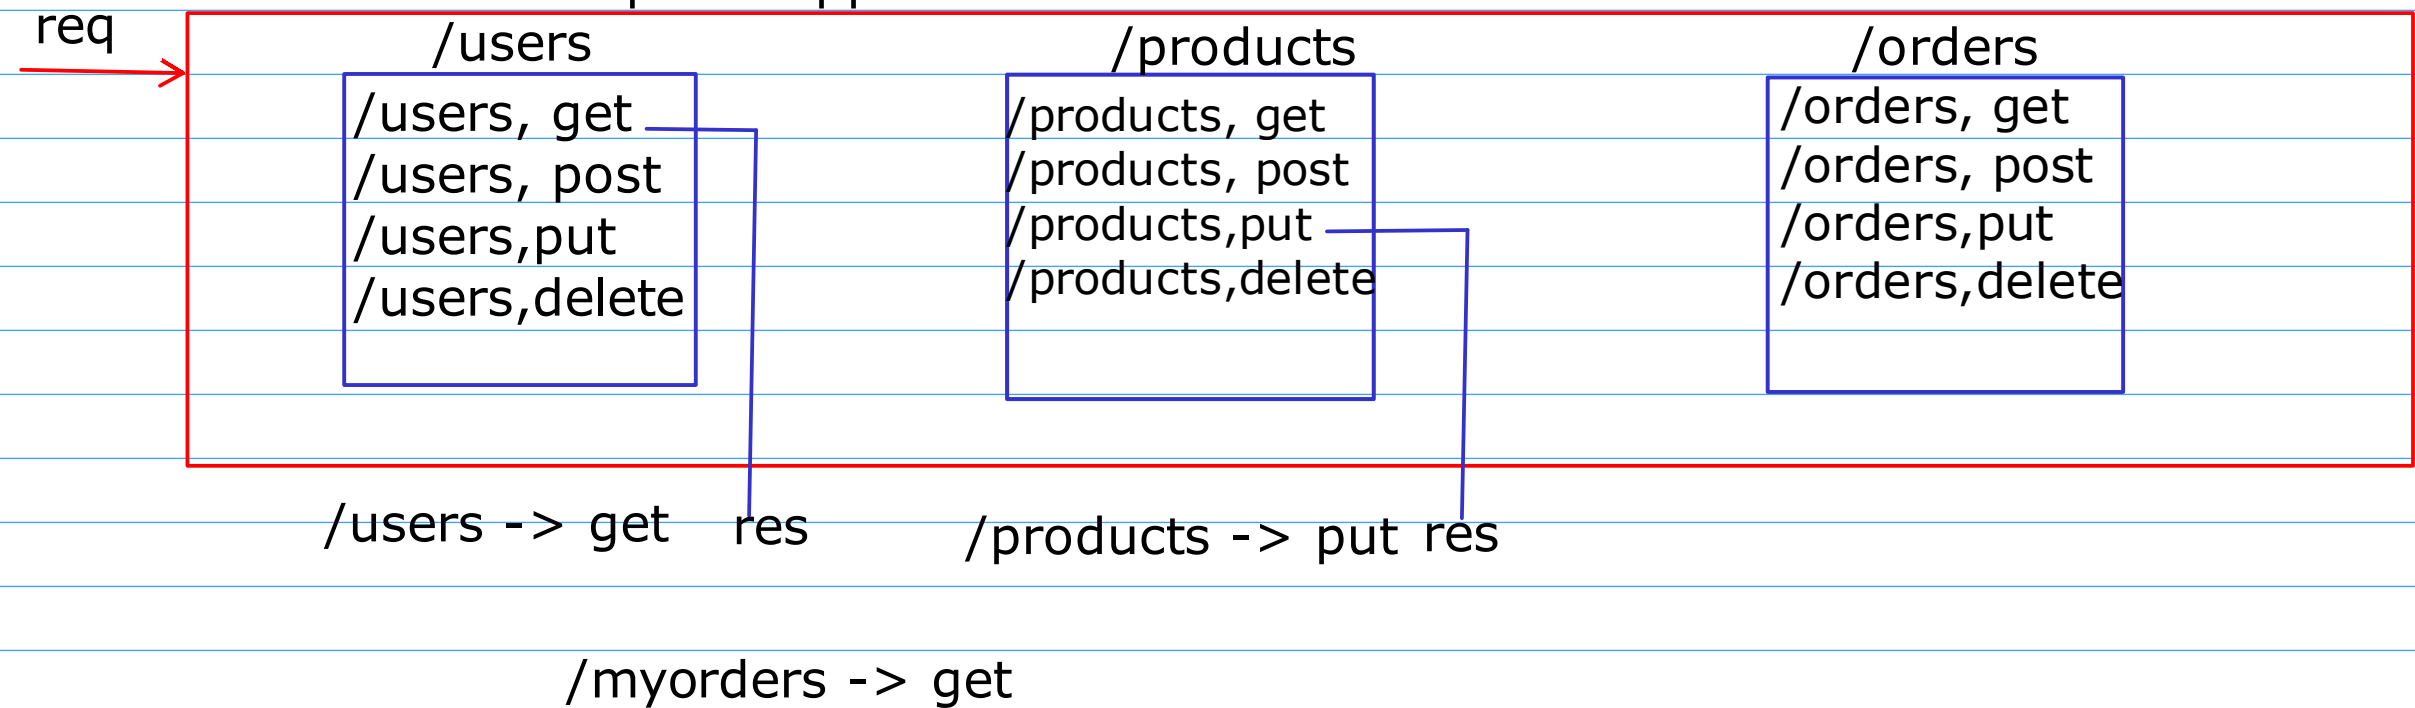 req
/users
/users, get
/users, post
/users,put
/users,delete
/products
/products, get
/products, post
/products,put
/products,delete
/orders
/orders, get
/orders, post
/orders,put
/orders,delete
/users -> get
res
/products -> put
res
/myorders -> get